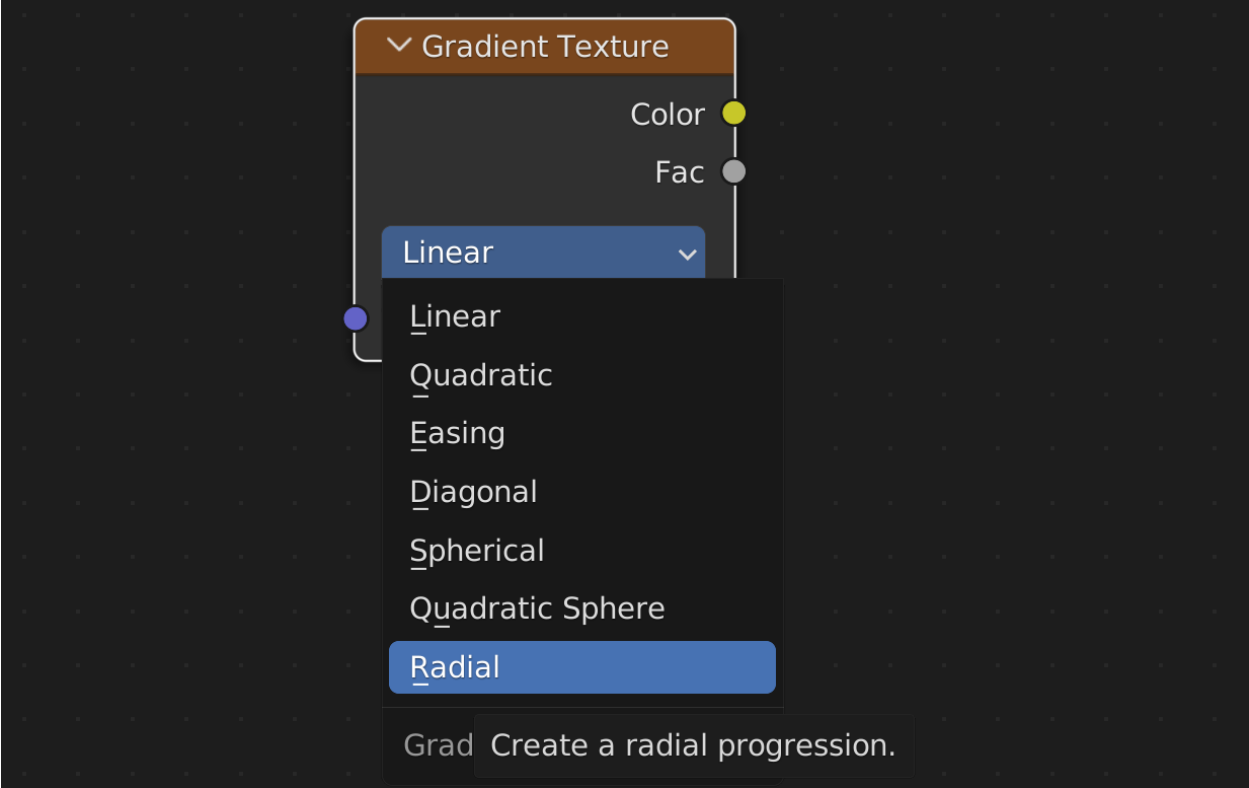 Gradient Texture
Color
Fac
Linear
Linear
Quadratic
Easing
Diagonal
Spherical
Quadratic Sphere
Radial
Grad
Create a radial progression.